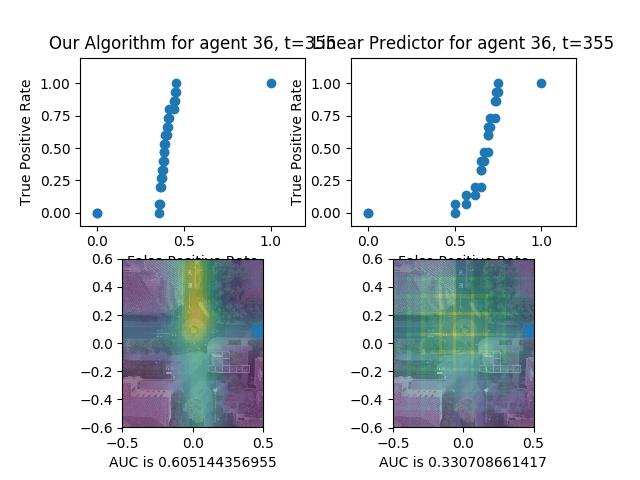 Our Algorithm for agent 36, t=355
Linear Predictor for agent 36, t=355
True Positive Rate
1.00
0.75
0.50
0.25
0.00
0.0 0.5 1.0
False Positive Rate
True Positive Rate
1.00
0.75
0.50
0.25
0.00
0.0 0.5 1.0
False Positive Rate
0.6
0.4
0.2
0.0
−0.2
−0.4
−0.6
−0.5 0.0 0.5
AUC is 0.605144356955
0.6
0.4
0.2
0.0
−0.2
−0.4
−0.6
−0.5 0.0 0.5
AUC is 0.330708661417